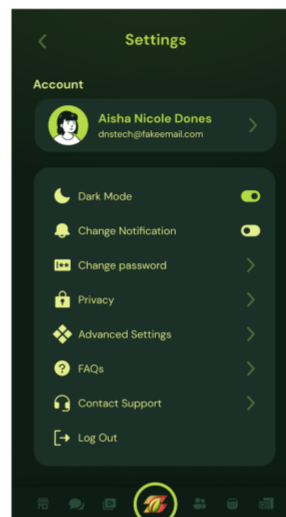 Settings
Account
Aisha Nicole Dones
dnstech@fakeemail.com
Dark Mode
Change Notification
Change password
Privacy
Advanced Settings
FAQs
Contact Support
Log Out